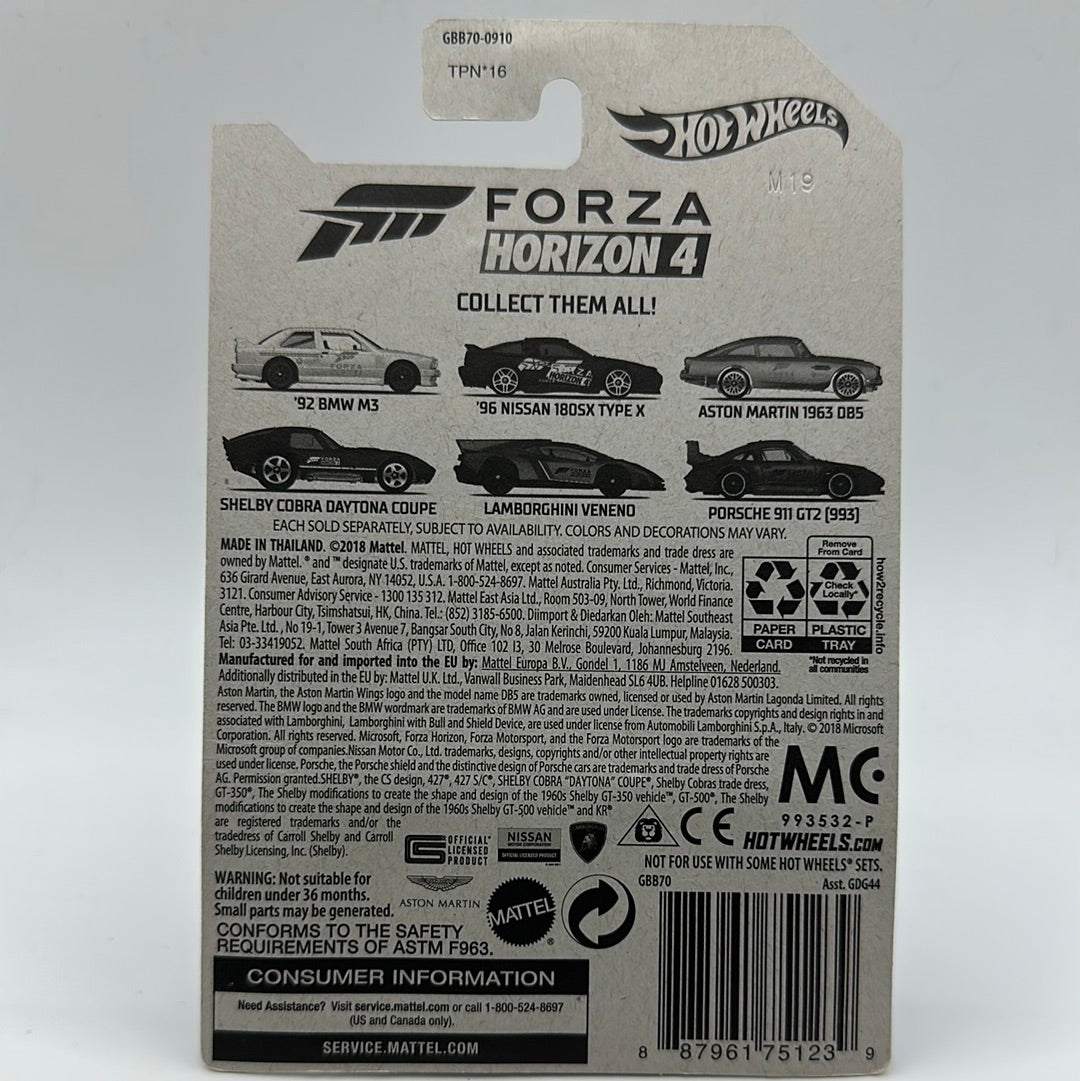 GBB70-0910
TPN*16
HOT WHEELS
M19
FORZA
HORIZON 4
COLLECT THEM ALL!
'92 BMW M3
'96 NISSAN 180SX TYPE X
ASTON MARTIN 1963 DB5
SHELBY COBRA DAYTONA COUPE
LAMBORGHINI VENENO
PORSCHE 911 GT2 (993)
EACH SOLD SEPARATELY, SUBJECT TO AVAILABILITY. COLORS AND DECORATIONS MAY VARY.
MADE IN THAILAND. ©2018 Mattel. MATTEL, HOT WHEELS and associated trademarks and trade dress are
owned by Mattel. ® and ™ designate U.S. trademarks of Mattel, except as noted. Consumer Services - Mattel, Inc.,
636 Girard Avenue, East Aurora, NY 14052, U.S.A. 1-800-524-8697. Mattel Australia Pty. Ltd., Richmond, Victoria.
3121. Consumer Advisory Service - 1300 135 312. Mattel East Asia Ltd., Room 503-09, North Tower, World Finance
Centre, Harbour City, Tsimshatsui, HK, China. Tel.: (852) 3185-6500. Diimport & Diedarkan Oleh: Mattel Southeast
Asia Pte. Ltd., No 19-1, Tower 3 Avenue 7, Bangsar South City, No 8, Jalan Kerinchi, 59200 Kuala Lumpur, Malaysia.
Tel: 03-33419052. Mattel South Africa (PTY) LTD, Office 102 I3, 30 Melrose Boulevard, Johannesburg 2196.
Manufactured for and imported into the EU by: Mattel Europa B.V., Gondel 1, 1186 MJ Amstelveen, Nederland.
Additionally distributed in the EU by: Mattel U.K. Ltd., Vanwall Business Park, Maidenhead SL6 4UB. Helpline 01628 500303.
Remove
From Card
Check
Locally*
PAPER
CARD
PLASTIC
TRAY
*Not recycled in
all communities
how2recycle.info
Aston Martin, the Aston Martin Wings logo and the model name DB5 are trademarks owned, licensed or used by Aston Martin Lagonda Limited. All rights
reserved. The BMW logo and the BMW wordmark are trademarks of BMW AG and are used under License. The trademarks copyrights and design rights in and
associated with Lamborghini, Lamborghini with Bull and Shield Device, are used under license from Automobili Lamborghini S.p.A., Italy. © 2018 Microsoft
Corporation. All rights reserved. Microsoft, Forza Horizon, Forza Motorsport, and the Forza Motorsport logo are trademarks of the
Microsoft group of companies.Nissan Motor Co., Ltd. trademarks, designs, copyrights and/or other intellectual property rights are
used under license. Porsche, the Porsche shield and the distinctive design of Porsche cars are trademarks and trade dress of Porsche
AG. Permission granted.SHELBY®, the CS design, 427®, 427 S/C®, SHELBY COBRA "DAYTONA" COUPE®, Shelby Cobras trade dress,
GT-350®, The Shelby modifications to create the shape and design of the 1960s Shelby GT-350 vehicle™, GT-500®, The Shelby
modifications to create the shape and design of the 1960s Shelby GT-500 vehicle™ and KR®
are registered trademarks and/or the
tradedress of Carroll Shelby and Carroll
Shelby Licensing, Inc. (Shelby).
OFFICIAL
LICENSED
PRODUCT
NISSAN
MC
CE
993532-P
HOTWHEELS.COM
NOT FOR USE WITH SOME HOT WHEELS® SETS.
WARNING: Not suitable for
children under 36 months.
Small parts may be generated.
ASTON MARTIN
MATTEL
GBB70
Asst. GDG44
CONFORMS TO THE SAFETY
REQUIREMENTS OF ASTM F963.
CONSUMER INFORMATION
Need Assistance? Visit service.mattel.com or call 1-800-524-8697
(US and Canada only).
SERVICE.MATTEL.COM
8 87961 75123 9